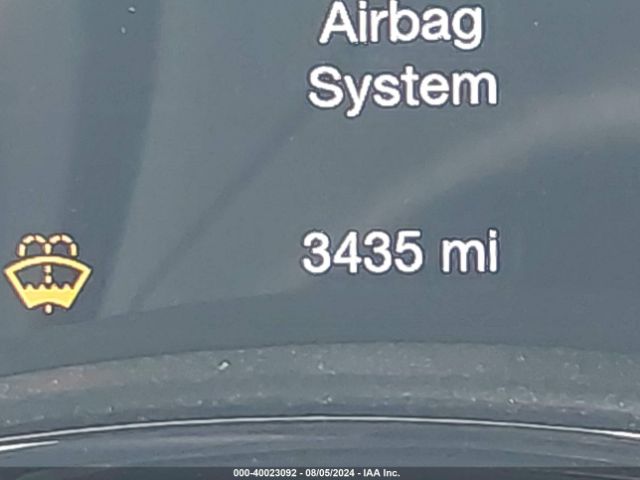 Airbag
System
3435 mi
000-40023092 - 08/05/2024 - IAA Inc.